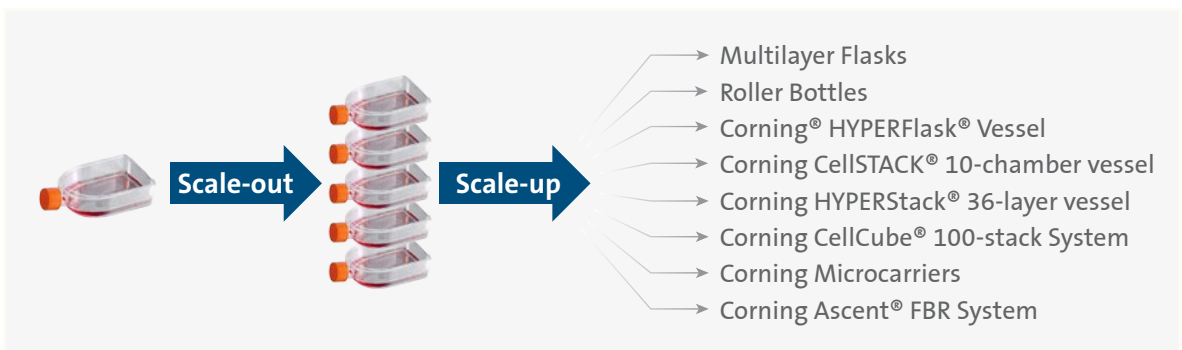 Scale-out
Scale-up
Multilayer Flasks
Roller Bottles
Corning® HYPERFlask® Vessel
Corning CellSTACK® 10-chamber vessel
Corning HYPERStack® 36-layer vessel
Corning CellCube® 100-stack System
Corning Microcarriers
Corning Ascent® FBR System